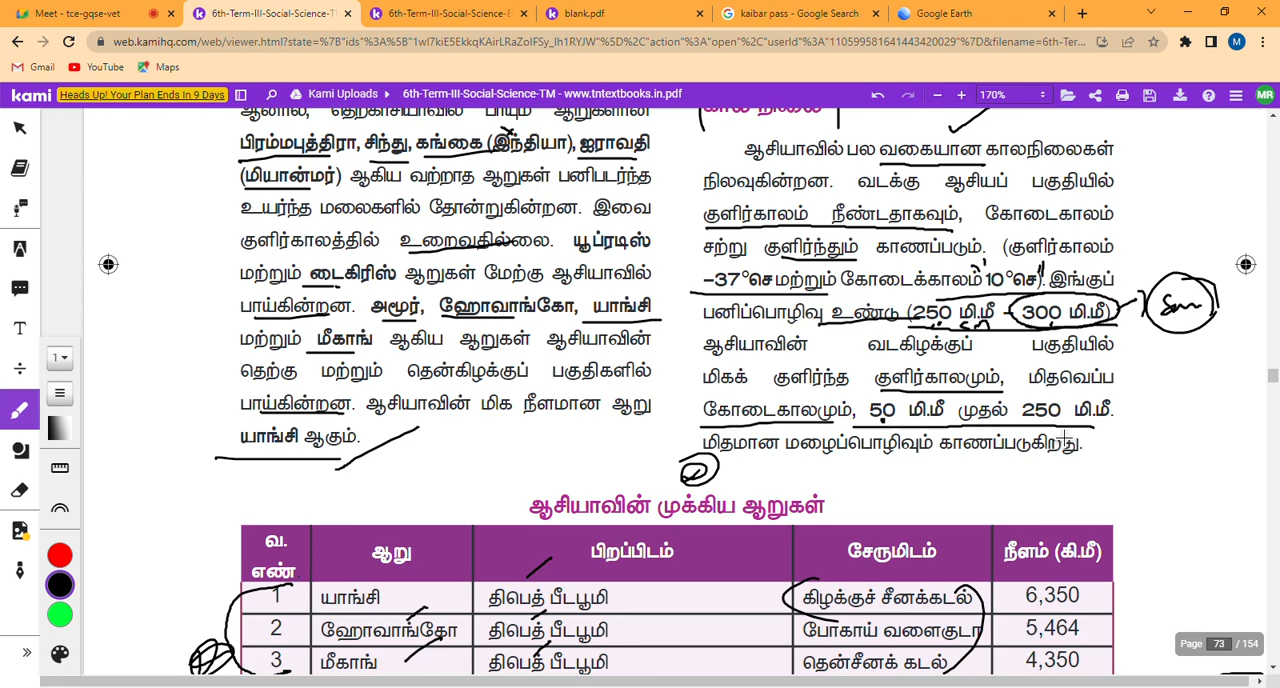 Meet - tce-gqse-vet
6th-Term-III-Social-Science-T
6th-Term-III-Social-Science-E
blank.pdf
kaibar pass - Google Search
Google Earth
web.kamihq.com/web/viewer.html?state=%7B"ids"%3A%5B"1wI7kiE5EkkqKAirLRaZoIFSy_Ih1RYJW"%5D%2C"action"%3A"open"%2C"userId"%3A"110599581641443420029"%7D&filename=6th-Ter...
M
Gmail YouTube Maps
kami Heads Up! Your Plan Ends In 9 Days Kami Uploads 6th-Term-III-Social-Science-TM - www.tntextbooks.in.pdf 170% MR
ஆனால், தெற்காசியாவில் பாயும் ஆறுகளான
பிரம்மபுத்திரா, சிந்து, கங்கை (இந்தியா), ஐராவதி
(மியான்மர்) ஆகிய வற்றாத ஆறுகள் பனிபடர்ந்த
உயர்ந்த மலைகளில் தோன்றுகின்றன. இவை
குளிர்காலத்தில் உறைவதில்லை. யூப்ரடிஸ்
மற்றும் டைகிரிஸ் ஆறுகள் மேற்கு ஆசியாவில்
பாய்கின்றன. அமூர், ஹோவாங்கோ, யாங்சி
மற்றும் மீகாங் ஆகிய ஆறுகள் ஆசியாவின்
தெற்கு மற்றும் தென்கிழக்குப் பகுதிகளில்
பாய்கின்றன. ஆசியாவின் மிக நீளமான ஆறு
யாங்சி ஆகும்.
கால நிலை
ஆசியாவில் பல வகையான காலநிலைகள்
நிலவுகின்றன. வடக்கு ஆசியப் பகுதியில்
குளிர்காலம் நீண்டதாகவும், கோடைகாலம்
சற்று குளிர்ந்தும் காணப்படும். (குளிர்காலம்
–37°செ மற்றும் கோடைக்காலம் 10°செ). இங்குப்
பனிப்பொழிவு உண்டு (250 மி.மீ – 300 மி.மீ)
ஆசியாவின் வடகிழக்குப் பகுதியில்
மிகக் குளிர்ந்த குளிர்காலமும், மிதவெப்ப
கோடைகாலமும், 50 மி.மீ முதல் 250 மி.மீ.
மிதமான மழைப்பொழிவும் காணப்படுகிறது.
ஆசியாவின் முக்கிய ஆறுகள்
வ. எண். ஆறு பிறப்பிடம் சேருமிடம் நீளம் (கி.மீ)
1 யாங்சி திபெத் பீடபூமி கிழக்குச் சீனக்கடல் 6,350
2 ஹோவாங்கோ திபெத் பீடபூமி போகாய் வளைகுடா 5,464
3 மீகாங் திபெத் பீடபூமி தென்சீனக் கடல் 4,350
1
Page 73 / 154